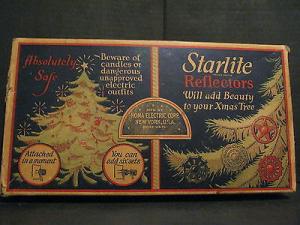 Absolutely
Safe
Beware of
candles or
dangerous
unapproved
electric
outfits
Starlite
Reflectors
Will add Beauty
to your Xmas Tree
NOMA ELECTRIC CORP.
NEW YORK, U.S.A.
Attached
in a moment
You can
add six sets